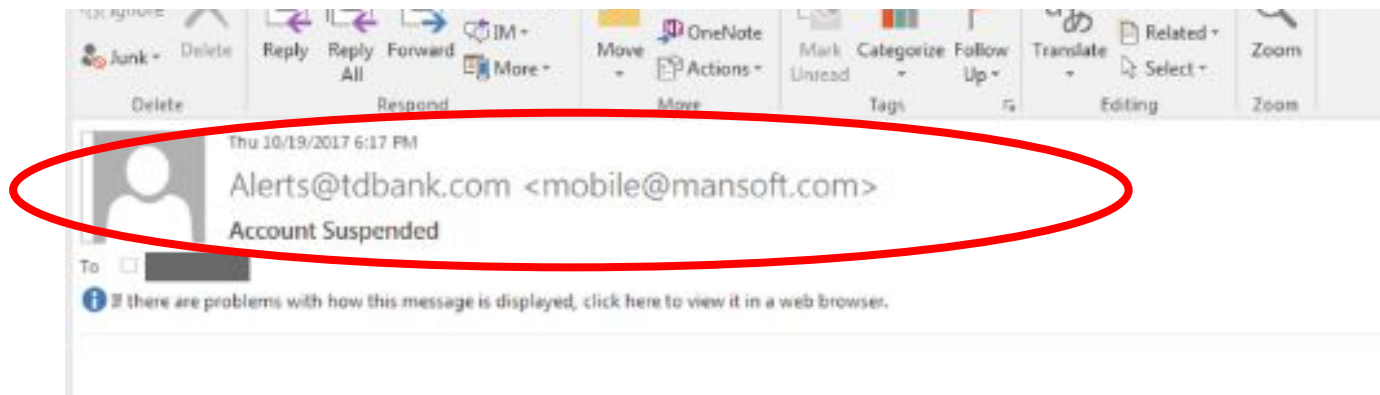 Ignore
Junk Delete Reply Reply All Forward IM More Move OneNote Actions Mark Unread Categorize Follow Up Translate Related Select Zoom
Delete Respond Move Tags Editing Zoom
Thu 10/19/2017 6:17 PM
Alerts@tdbank.com <mobile@mansoft.com>
Account Suspended
To
If there are problems with how this message is displayed, click here to view it in a web browser.